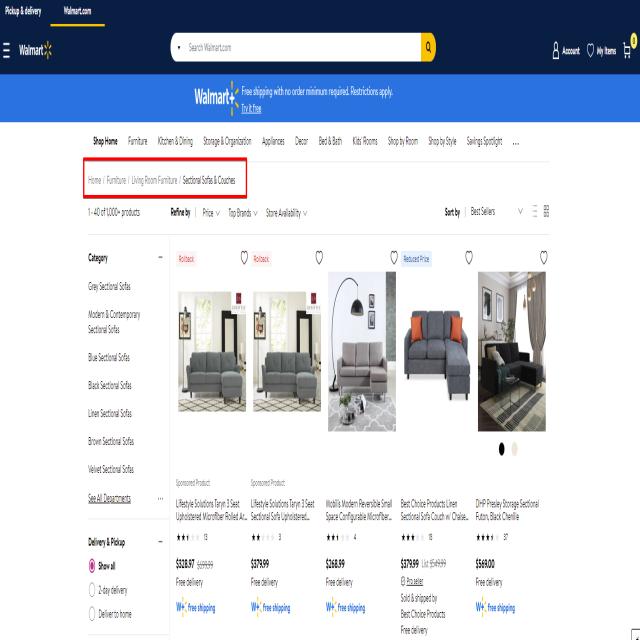 Pickup & delivery
Walmart.com
Walmart
Search Walmart.com
Account
My Items
0
Walmart+
Free shipping with no order minimum required. Restrictions apply.
Try it free
Shop Home
Furniture
Kitchen & Dining
Storage & Organization
Appliances
Decor
Bed & Bath
Kids' Rooms
Shop by Room
Shop by Style
Savings Spotlight
...
Home / Furniture / Living Room Furniture / Sectional Sofas & Couches
1 - 40 of 1,000+ products
Refine by
Price
Top Brands
Store Availability
Sort by
Best Sellers
Category
Grey Sectional Sofas
Modern & Contemporary
Sectional Sofas
Blue Sectional Sofas
Black Sectional Sofas
Linen Sectional Sofas
Brown Sectional Sofas
Velvet Sectional Sofas
See All Departments
...
Delivery & Pickup
Show all
2-day delivery
Deliver to home
Rollback
Sponsored Product
Lifestyle Solutions Taryn 3 Seat
Upholstered Microfiber Rolled Ar...
13
$328.97 $699.99
Free delivery
W+ free shipping
Rollback
Sponsored Product
Lifestyle Solutions Taryn 3 Seat
Sectional Sofa Upholstered...
3
$379.99
Free delivery
W+ free shipping
Mobilis Modern Reversible Small
Space Configurable Microfiber...
4
$268.99
Free delivery
W+ free shipping
Reduced Price
Best Choice Products Linen
Sectional Sofa Couch w/ Chaise...
15
$379.99 List $549.99
Pro seller
Sold & shipped by
Best Choice Products
Free delivery
DHP Presley Storage Sectional
Futon, Black Chenille
37
$569.00
Free delivery
W+ free shipping